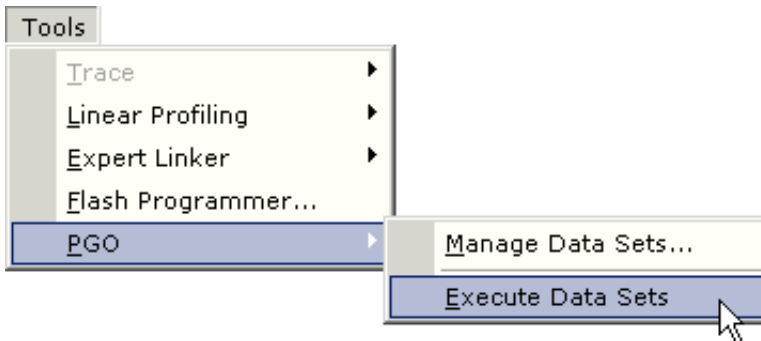 Tools
Trace
Linear Profiling
Expert Linker
Flash Programmer...
PGO
Manage Data Sets...
Execute Data Sets